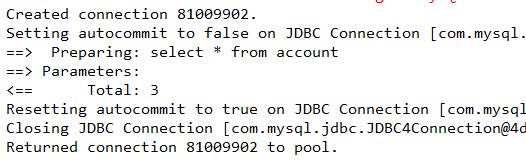 Created connection 81009902.
Setting autocommit to false on JDBC Connection [com.mysql.
==>  Preparing: select * from account
==> Parameters:
<==      Total: 3
Resetting autocommit to true on JDBC Connection [com.mysql
Closing JDBC Connection [com.mysql.jdbc.JDBC4Connection@4d
Returned connection 81009902 to pool.